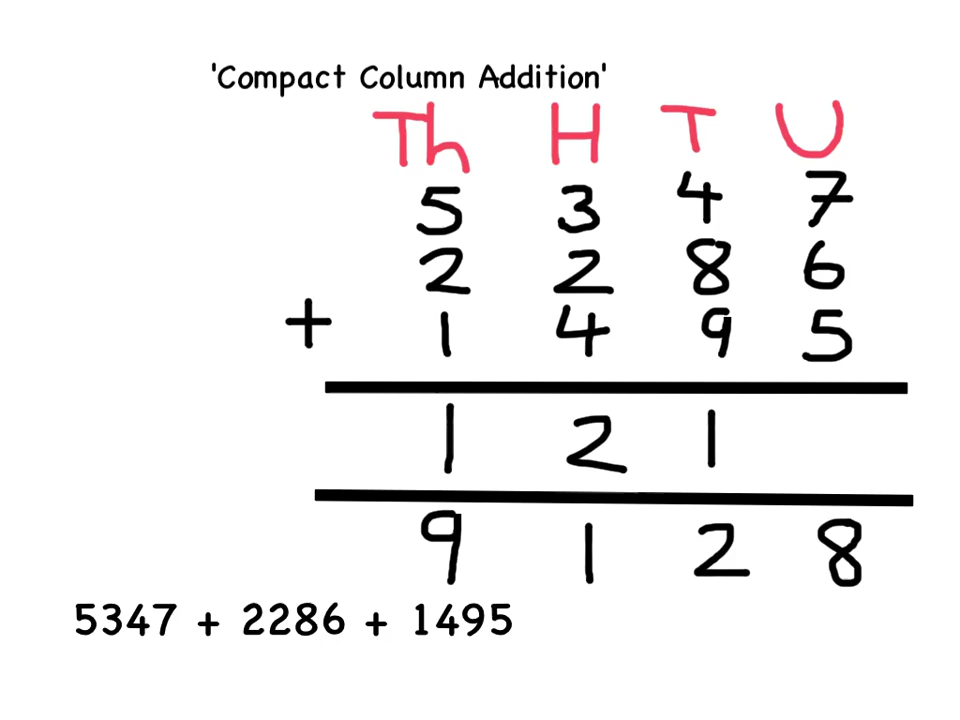 'Compact Column Addition'
Th H T U
5 3 4 7
2 2 8 6
+ 1 4 9 5
1 2 1
9 1 2 8
5347 + 2286 + 1495